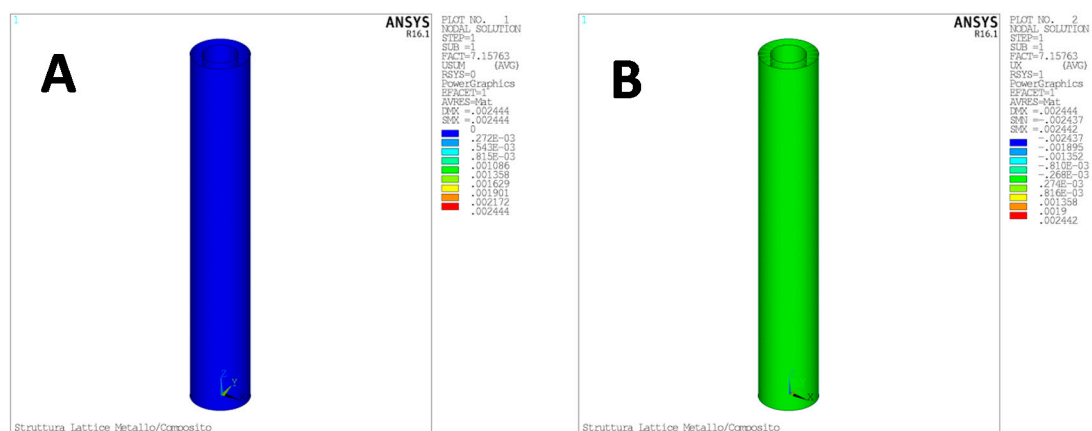 1
A
ANSYS
R16.1
PLOT NO. 1
NODAL SOLUTION
STEP=1
SUB =1
FACT=7.15763
USUM (AVG)
RSYS=0
PowerGraphics
EFACET=1
AVRES=Mat
DMX =.002444
SMX =.002444
0
.272E-03
.543E-03
.815E-03
.001086
.001358
.001629
.001901
.002172
.002444
Z
Y
Struttura Lattice Metallo/Composito
1
B
ANSYS
R16.1
PLOT NO. 2
NODAL SOLUTION
STEP=1
SUB =1
FACT=7.15763
UX (AVG)
RSYS=1
PowerGraphics
EFACET=1
AVRES=Mat
DMX =.002444
SMN =-.002437
SMX =.002442
-.002437
-.001895
-.001352
-.810E-03
-.268E-03
.274E-03
.816E-03
.001358
.0019
.002442
Z
Y
X
Struttura Lattice Metallo/Composito